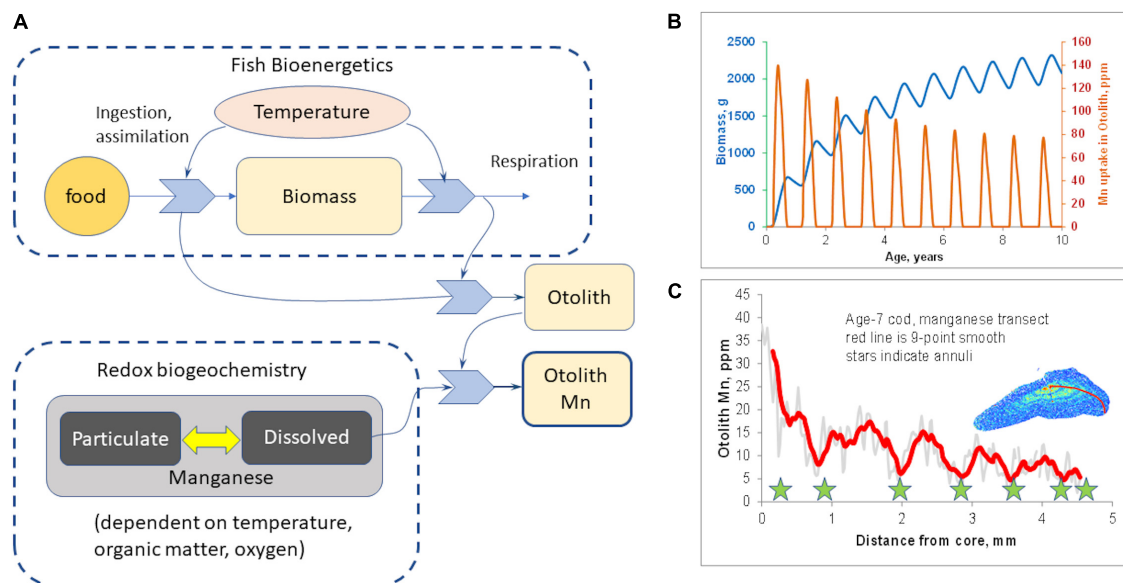 A
Fish Bioenergetics
Temperature
Ingestion,
assimilation
Respiration
food
Biomass
Otolith
Redox biogeochemistry
Otolith
Mn
Particulate
Dissolved
Manganese
(dependent on temperature,
organic matter, oxygen)
B
2500
2000
1500
1000
500
0
Biomass, g
160
140
120
100
80
60
40
20
0
Mn uptake in Otolith, ppm
0 2 4 6 8 10
Age, years
C
45
40
35
30
25
20
15
10
5
0
Otolith Mn, ppm
Age-7 cod, manganese transect
red line is 9-point smooth
stars indicate annuli
0 1 2 3 4 5
Distance from core, mm